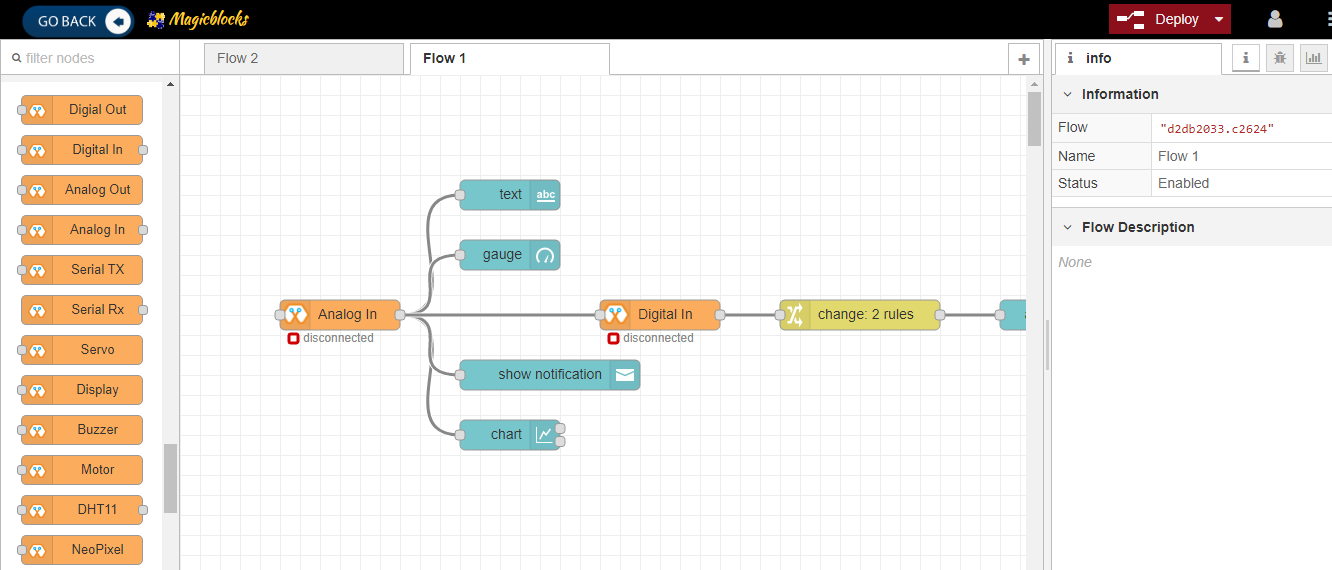 GO BACK
Magicblocks
Deploy
filter nodes
Flow 2
Flow 1
+
info
i
Digial Out
Digital In
Analog Out
Analog In
Serial TX
Serial Rx
Servo
Display
Buzzer
Motor
DHT11
NeoPixel
text
abc
gauge
Analog In
disconnected
Digital In
disconnected
change: 2 rules
show notification
chart
Information
Flow "d2db2033.c2624"
Name Flow 1
Status Enabled
Flow Description
None